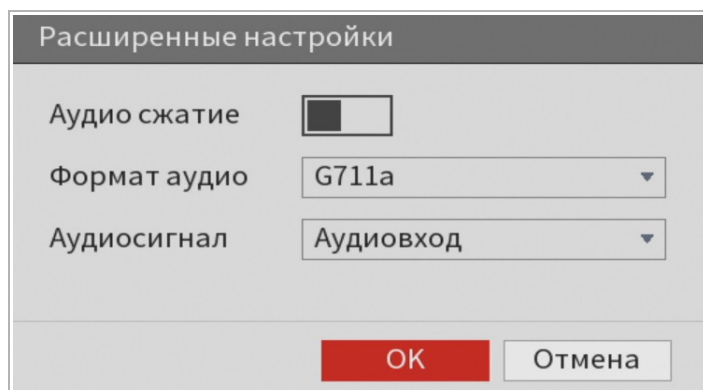 Расширенные настройки
Аудио сжатие
Формат аудио G711a
Аудиосигнал Аудиовход
OK Отмена